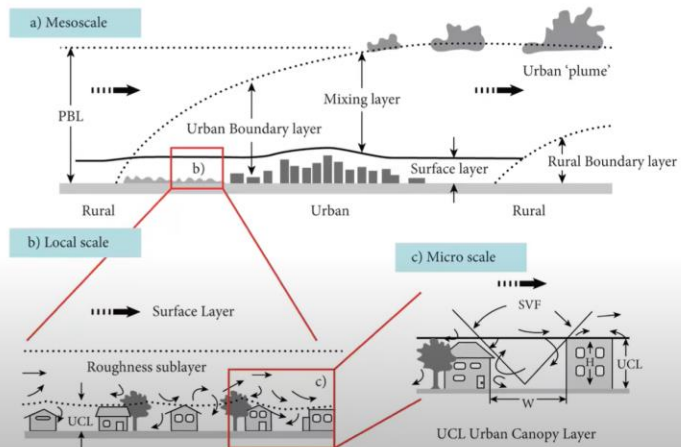 a) Mesoscale
Urban 'plume'
PBL
Mixing layer
Urban Boundary layer
b)
Surface layer
Rural Boundary layer
Rural
Urban
Rural
b) Local scale
Surface Layer
Roughness sublayer
c)
UCL
c) Micro scale
SVF
H
UCL
W
UCL Urban Canopy Layer